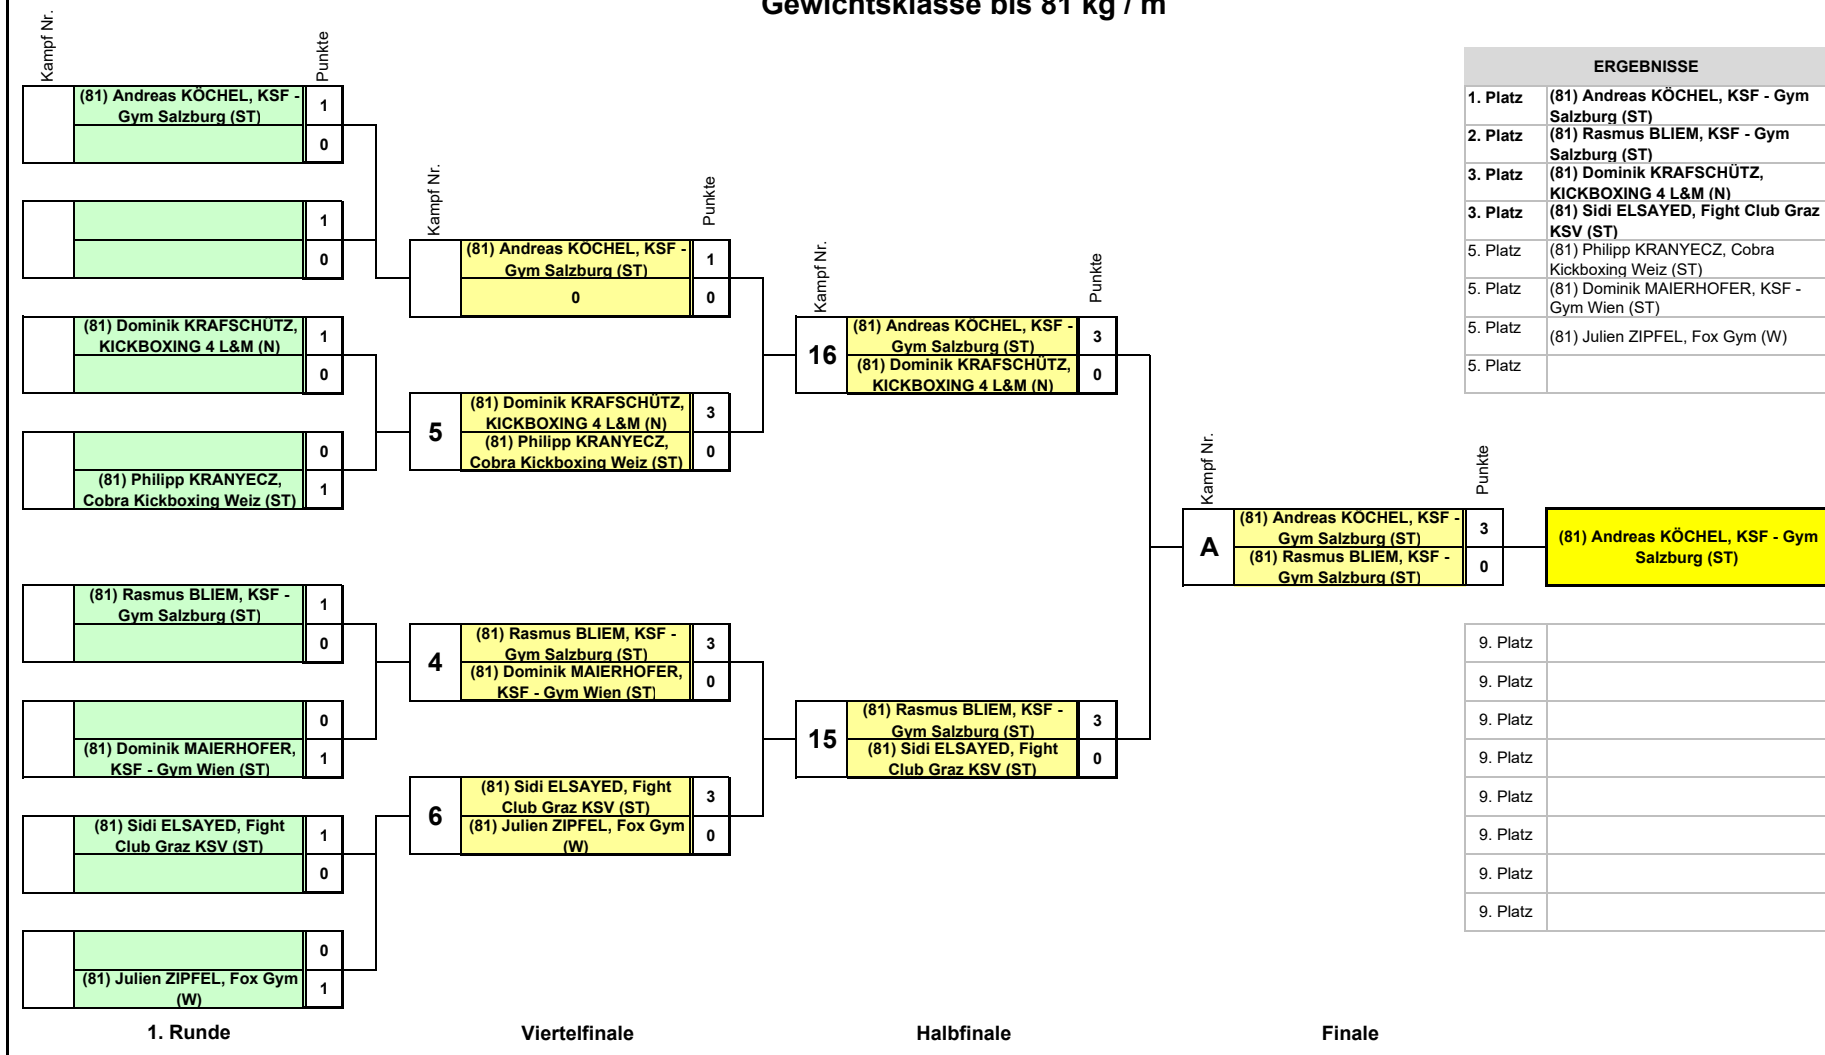 Gewichtsklasse bis 81 kg / m
Kampf Nr.
Punkte
(81) Andreas KÖCHEL, KSF -
Gym Salzburg (ST)
1
0
1
0
(81) Dominik KRAFSCHÜTZ,
KICKBOXING 4 L&M (N)
1
0
0
(81) Philipp KRANYECZ,
Cobra Kickboxing Weiz (ST)
1
(81) Rasmus BLIEM, KSF -
Gym Salzburg (ST)
1
0
0
(81) Dominik MAIERHOFER,
KSF - Gym Wien (ST)
1
(81) Sidi ELSAYED, Fight
Club Graz KSV (ST)
1
0
0
(81) Julien ZIPFEL, Fox Gym
(W)
1
1. Runde
Kampf Nr.
Punkte
(81) Andreas KÖCHEL, KSF -
Gym Salzburg (ST)
1
0
0
5
(81) Dominik KRAFSCHÜTZ,
KICKBOXING 4 L&M (N)
3
(81) Philipp KRANYECZ,
Cobra Kickboxing Weiz (ST)
0
4
(81) Rasmus BLIEM, KSF -
Gym Salzburg (ST)
3
(81) Dominik MAIERHOFER,
KSF - Gym Wien (ST)
0
6
(81) Sidi ELSAYED, Fight
Club Graz KSV (ST)
3
(81) Julien ZIPFEL, Fox Gym
(W)
0
Viertelfinale
Kampf Nr.
Punkte
16
(81) Andreas KÖCHEL, KSF -
Gym Salzburg (ST)
3
(81) Dominik KRAFSCHÜTZ,
KICKBOXING 4 L&M (N)
0
15
(81) Rasmus BLIEM, KSF -
Gym Salzburg (ST)
3
(81) Sidi ELSAYED, Fight
Club Graz KSV (ST)
0
Halbfinale
Kampf Nr.
Punkte
A
(81) Andreas KÖCHEL, KSF -
Gym Salzburg (ST)
3
(81) Rasmus BLIEM, KSF -
Gym Salzburg (ST)
0
Finale
(81) Andreas KÖCHEL, KSF - Gym
Salzburg (ST)
ERGEBNISSE
1. Platz
(81) Andreas KÖCHEL, KSF - Gym
Salzburg (ST)
2. Platz
(81) Rasmus BLIEM, KSF - Gym
Salzburg (ST)
3. Platz
(81) Dominik KRAFSCHÜTZ,
KICKBOXING 4 L&M (N)
3. Platz
(81) Sidi ELSAYED, Fight Club Graz
KSV (ST)
5. Platz
(81) Philipp KRANYECZ, Cobra
Kickboxing Weiz (ST)
5. Platz
(81) Dominik MAIERHOFER, KSF -
Gym Wien (ST)
5. Platz
(81) Julien ZIPFEL, Fox Gym (W)
5. Platz
9. Platz
9. Platz
9. Platz
9. Platz
9. Platz
9. Platz
9. Platz
9. Platz